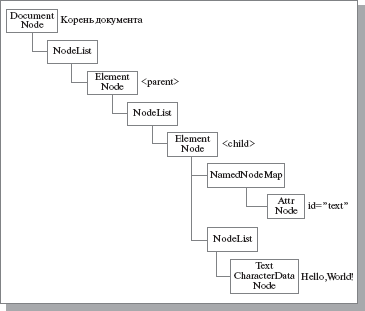 Document
Node
Корень документа
NodeList
Element
Node
<parent>
NodeList
Element
Node
<child>
NamedNodeMap
Attr
Node
id=”text”
NodeList
Text
CharacterData
Node
Hello,World!